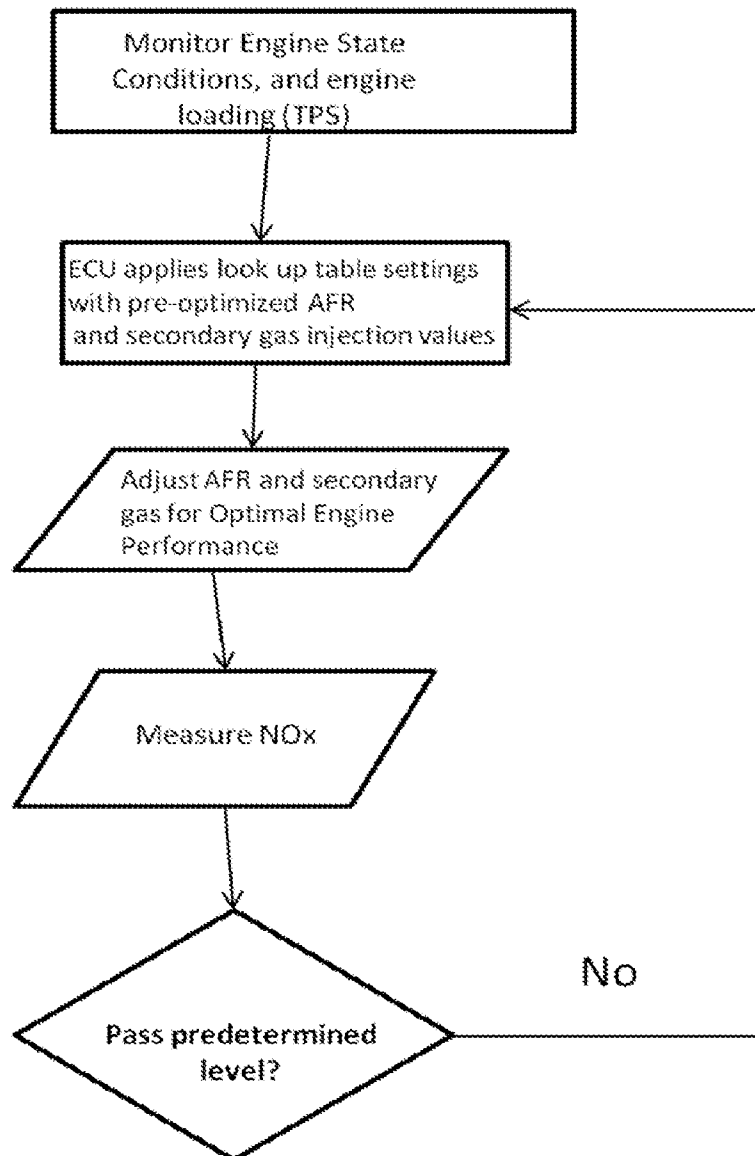 Monitor Engine State
Conditions, and engine
loading (TPS)
ECU applies look up table settings
with pre-optimized AFR
and secondary gas injection values
Adjust AFR and secondary
gas for Optimal Engine
Performance
Measure NOx
Pass predetermined
level?
No